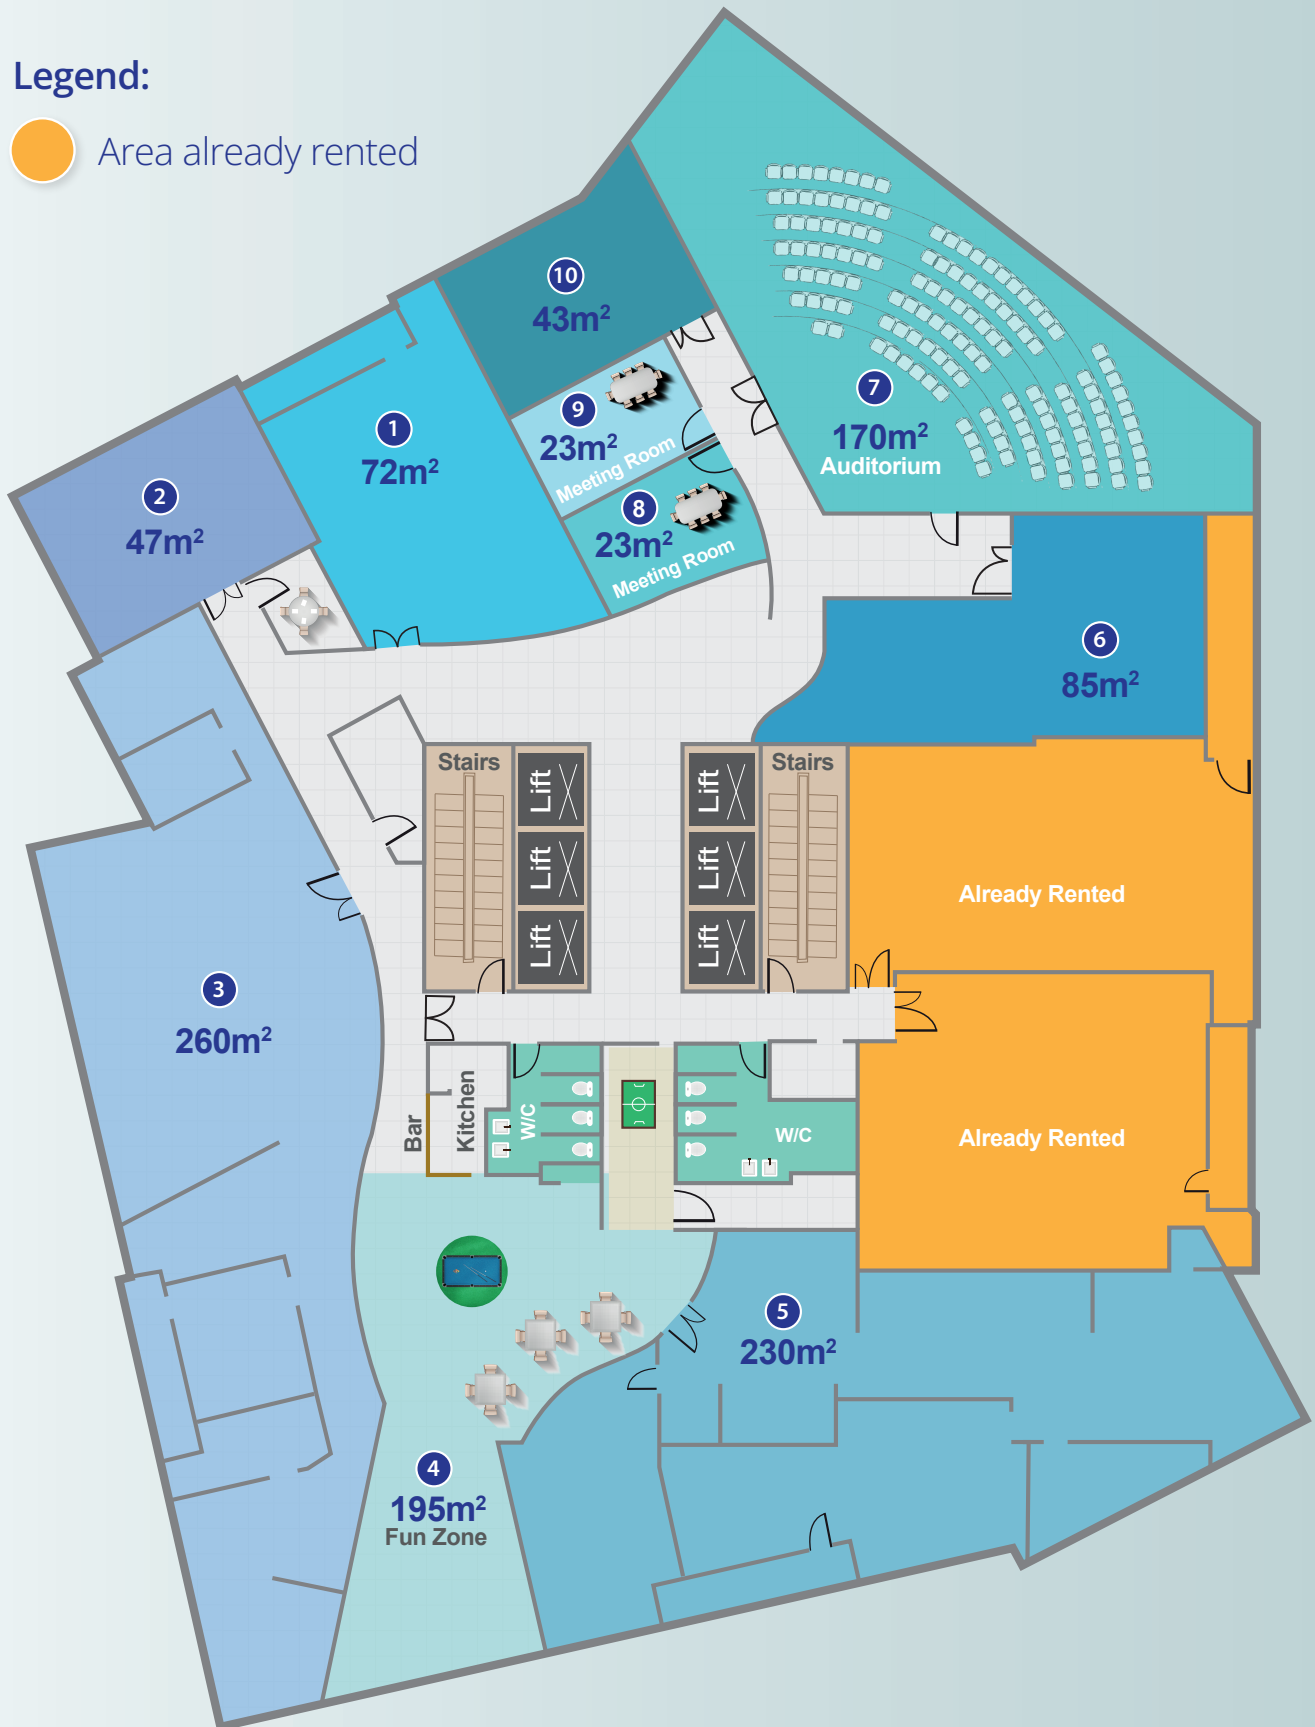 Legend:
Area already rented
10
43m²
9
23m²
Meeting Room
8
23m²
Meeting Room
7
170m²
Auditorium
1
72m²
2
47m²
6
85m²
Stairs
Lift
Lift
Lift
Lift
Lift
Lift
Stairs
Already Rented
3
260m²
Bar
Kitchen
W/C
W/C
Already Rented
5
230m²
4
195m²
Fun Zone